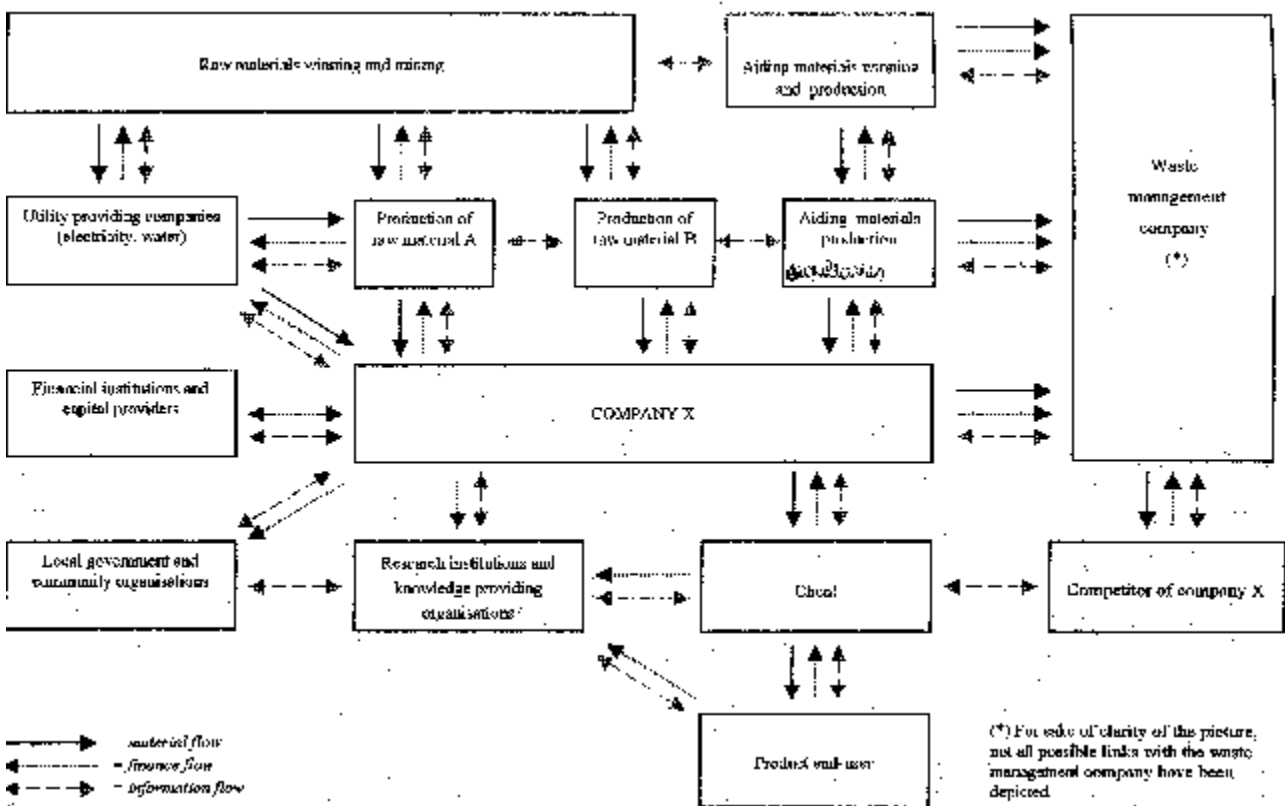 Raw materials winning and mining
Aiding materials winning
and production
Waste
management
company
(*)
Utility providing companies
(electricity, water)
Production of
raw material A
Production of
raw material B
Aiding materials
production
Financial institutions and
capital providers
COMPANY X
Local government and
community organisations
Research institutions and
knowledge providing
organisations
Client
Competitor of company X
Product end-user
= material flow
= finance flow
= information flow
(*) For sake of clarity of the picture,
not all possible links with the waste
management company have been
depicted